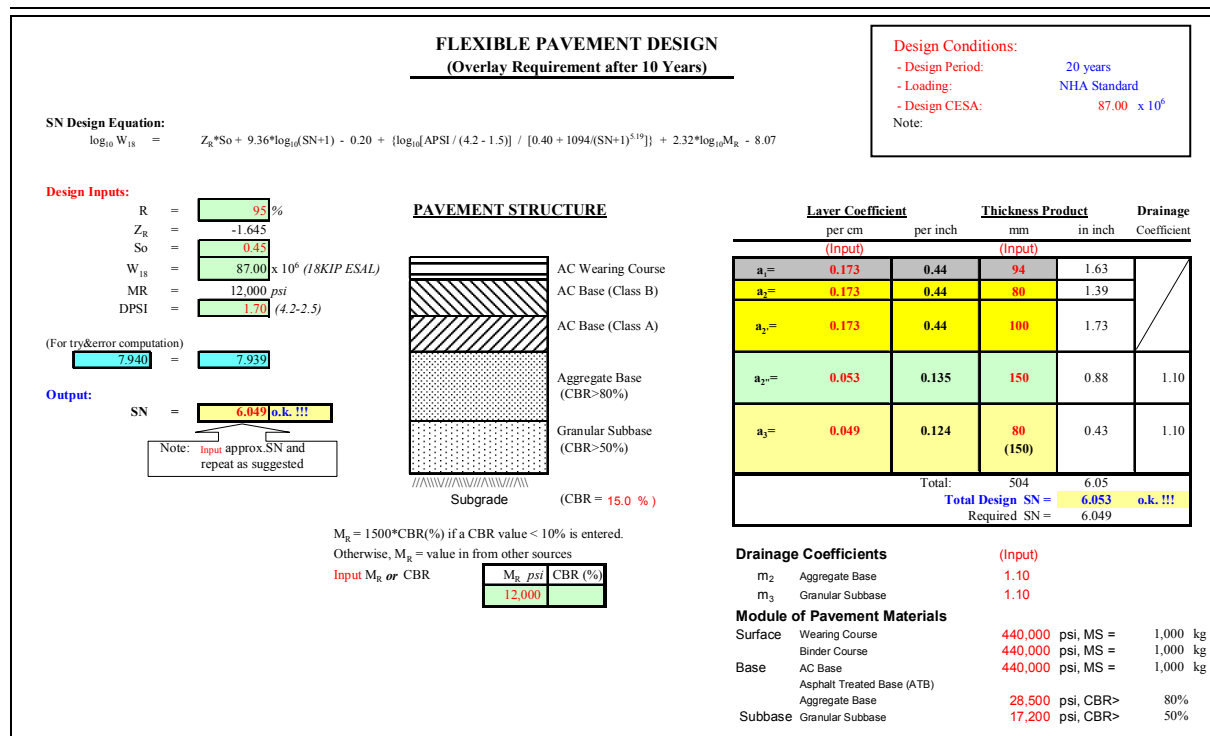 FLEXIBLE PAVEMENT DESIGN
(Overlay Requirement after 10 Years)
Design Conditions:
- Design Period: 20 years
- Loading: NHA Standard
- Design CESA: 87.00 x 10⁶
Note:
SN Design Equation:
log₁₀ W₁₈ = Z_R*So + 9.36*log₁₀(SN+1) - 0.20 + {log₁₀[APSI / (4.2 - 1.5)] / [0.40 + 1094/(SN+1)^5.19]} + 2.32*log₁₀M_R - 8.07
Design Inputs:
R = 95 %
Z_R = -1.645
So = 0.45
W₁₈ = 87.00 x 10⁶ (18KIP ESAL)
MR = 12,000 psi
DPSI = 1.70 (4.2-2.5)
(For try&error computation)
7.940 = 7.939
Output:
SN = 6.049 o.k. !!!
Note: Input approx.SN and
repeat as suggested
PAVEMENT STRUCTURE
AC Wearing Course
AC Base (Class B)
AC Base (Class A)
Aggregate Base
(CBR>80%)
Granular Subbase
(CBR>50%)
Subgrade (CBR = 15.0 % )
M_R = 1500*CBR(%) if a CBR value < 10% is entered.
Otherwise, M_R = value in from other sources
Input M_R or CBR
M_R psi CBR (%)
12,000
Layer Coefficient Thickness Product Drainage
per cm per inch mm in inch Coefficient
(Input) (Input)
a₁= 0.173 0.44 94 1.63
a₂= 0.173 0.44 80 1.39
a₂'= 0.173 0.44 100 1.73
a₂"= 0.053 0.135 150 0.88 1.10
a₃= 0.049 0.124 80 0.43 1.10
(150)
Total: 504 6.05
Total Design SN = 6.053 o.k. !!!
Required SN = 6.049
Drainage Coefficients (Input)
m₂ Aggregate Base 1.10
m₃ Granular Subbase 1.10
Module of Pavement Materials
Surface Wearing Course 440,000 psi, MS = 1,000 kg
Binder Course 440,000 psi, MS = 1,000 kg
Base AC Base 440,000 psi, MS = 1,000 kg
Asphalt Treated Base (ATB)
Aggregate Base 28,500 psi, CBR> 80%
Subbase Granular Subbase 17,200 psi, CBR> 50%